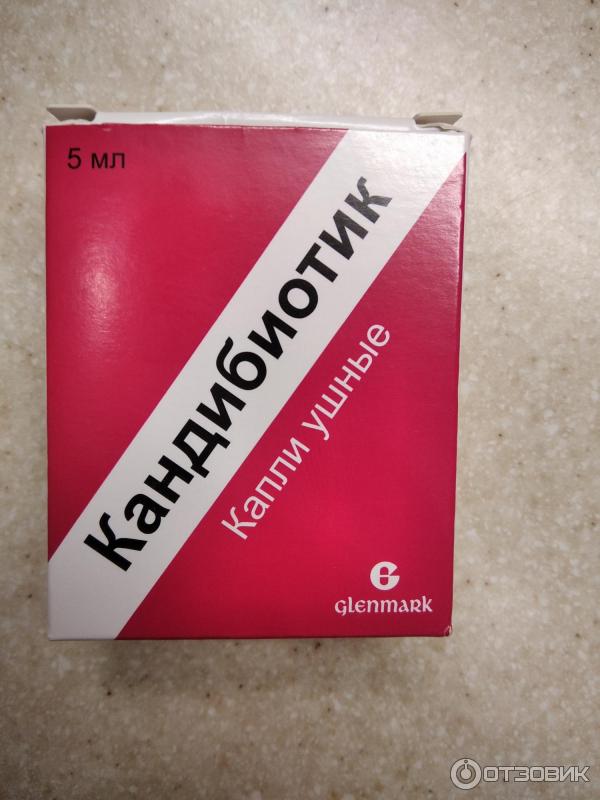 5 мл
Кандибиотик
Капли ушные
GLENMARK
ОТЗОВИК